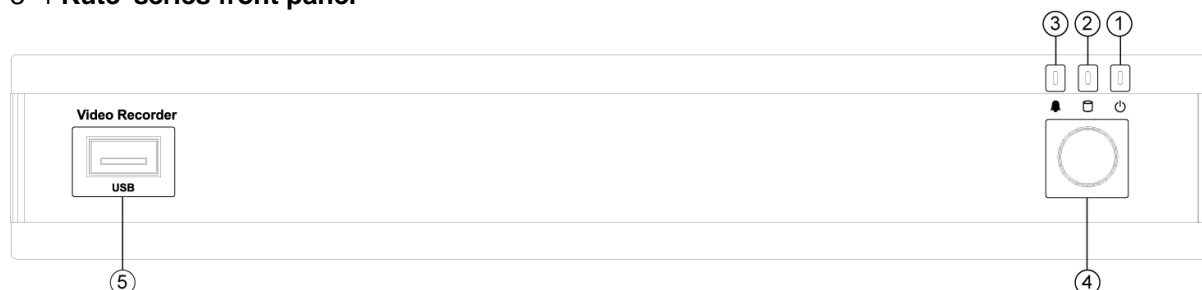 series front panel
③ ② ①
Video Recorder
USB
⑤ ④